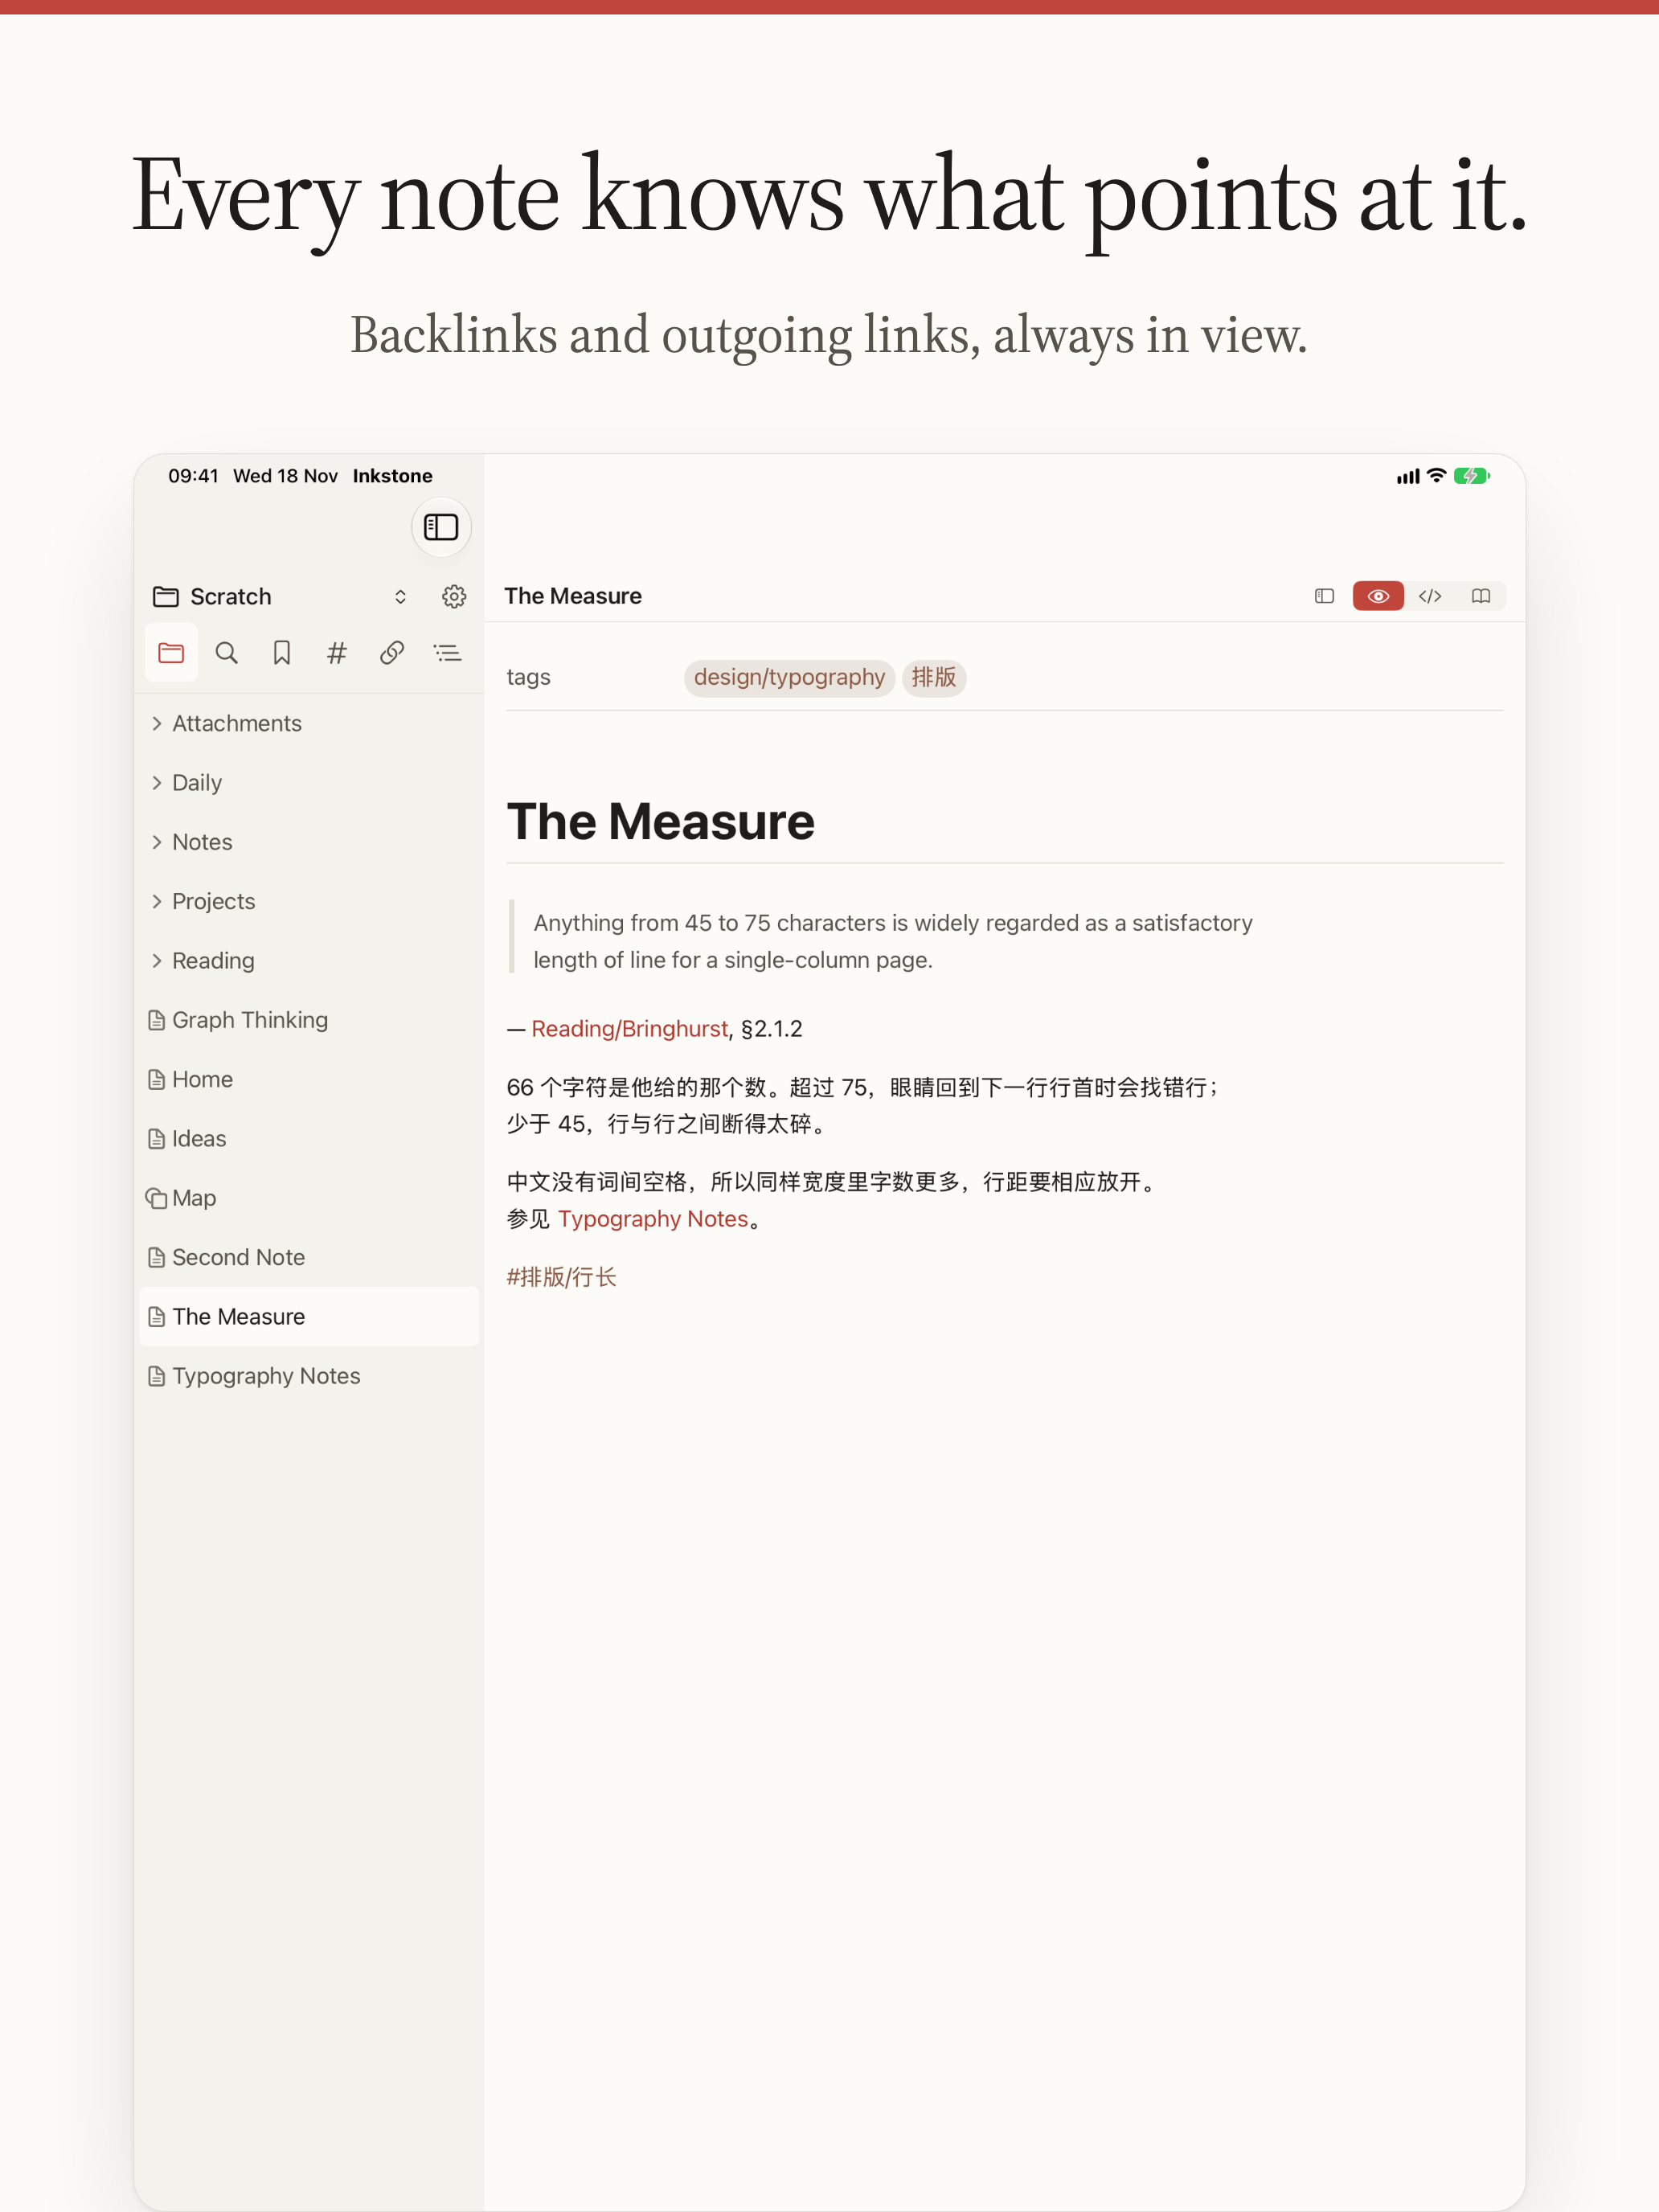 Every note knows what points at it.
Backlinks and outgoing links, always in view.
09:41 Wed 18 Nov Inkstone
Scratch
Attachments
Daily
Notes
Projects
Reading
Graph Thinking
Home
Ideas
Map
Second Note
The Measure
Typography Notes
The Measure
tags design/typography 排版
The Measure
Anything from 45 to 75 characters is widely regarded as a satisfactory
length of line for a single-column page.
— Reading/Bringhurst, §2.1.2
66 个字符是他给的那个数。超过 75，眼睛回到下一行行首时会找错行；
少于 45，行与行之间断得太碎。
中文没有词间空格，所以同样宽度里字数更多，行距要相应放开。
参见 Typography Notes。
#排版/行长